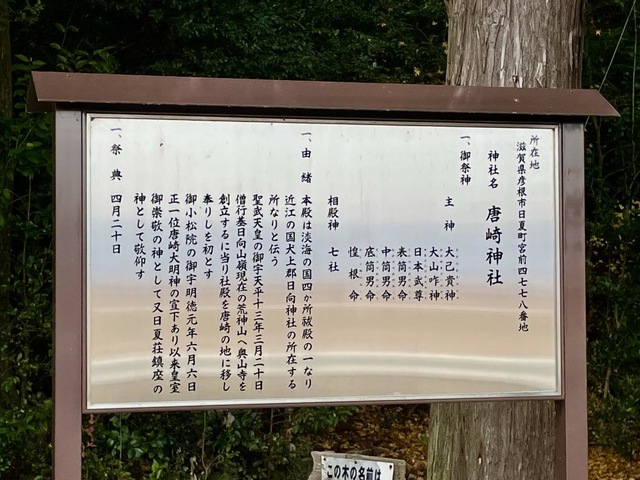 所在地
滋賀県彦根市日夏町宮前四七七八番地
神社名 唐崎神社
一、御祭神
主神 大己貴神
大山咋神
日本武尊
表筒男命
中筒男命
底筒男命
惶根命
相殿神 七社
一、由緒 本殿は淡海の国四か所祓殿の一なり
近江の国犬上郡日向神社の所在する
所なりと伝う
聖武天皇の御宇天平十三年三月二十日
僧行基日向山嶺現在の荒神山へ奥山寺を
創立するに当り社殿を唐崎の地に移し
奉りしを初とす
御小松院の御宇明徳元年六月六日
正一位唐崎大明神の宣下あり以来皇室
御崇敬の神として又日夏荘鎮座の
神として敬仰す
一、祭典 四月二十日
この木の名前は